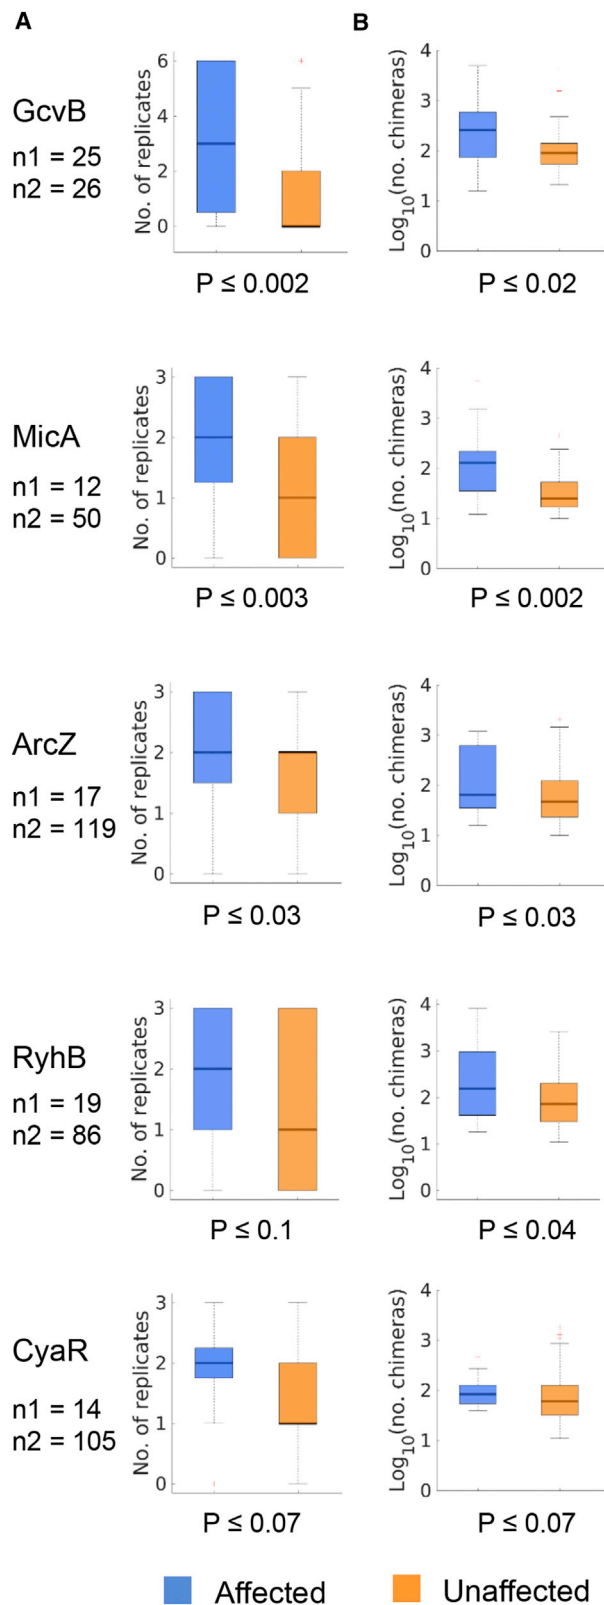 A
B
GcvB
n1 = 25
n2 = 26
No. of replicates
6
4
2
0
P ≤ 0.002
Log10(no. chimeras)
4
3
2
1
0
P ≤ 0.02
MicA
n1 = 12
n2 = 50
No. of replicates
3
2
1
0
P ≤ 0.003
Log10(no. chimeras)
4
3
2
1
0
P ≤ 0.002
ArcZ
n1 = 17
n2 = 119
No. of replicates
3
2
1
0
P ≤ 0.03
Log10(no. chimeras)
4
3
2
1
0
P ≤ 0.03
RyhB
n1 = 19
n2 = 86
No. of replicates
3
2
1
0
P ≤ 0.1
Log10(no. chimeras)
4
3
2
1
0
P ≤ 0.04
CyaR
n1 = 14
n2 = 105
No. of replicates
3
2
1
0
P ≤ 0.07
Log10(no. chimeras)
4
3
2
1
0
P ≤ 0.07
Affected
Unaffected